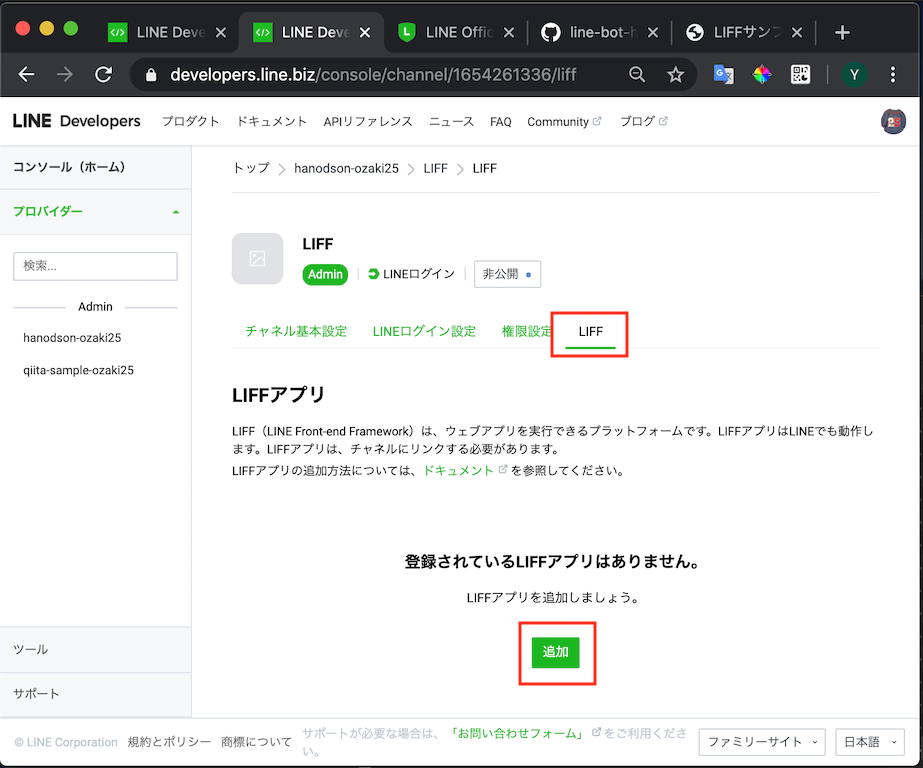 LINE Deve
LINE Deve
LINE Offic
line-bot-h
LIFFサンプ
developers.line.biz/console/channel/1654261336/liff
Y
LINE Developers
プロダクト
ドキュメント
APIリファレンス
ニュース
FAQ
Community
ブログ
コンソール（ホーム）
プロバイダー
検索...
Admin
hanodson-ozaki25
qiita-sample-ozaki25
ツール
サポート
トップ
hanodson-ozaki25
LIFF
LIFF
LIFF
Admin
LINEログイン
非公開
チャネル基本設定
LINEログイン設定
権限設定
LIFF
LIFFアプリ
LIFF（LINE Front-end Framework）は、ウェブアプリを実行できるプラットフォームです。LIFFアプリはLINEでも動作し
ます。LIFFアプリは、チャネルにリンクする必要があります。
LIFFアプリの追加方法については、ドキュメントを参照してください。
登録されているLIFFアプリはありません。
LIFFアプリを追加しましょう。
追加
© LINE Corporation
規約とポリシー
商標について
サポートが必要な場合は、「お問い合わせフォーム」をご利用くださ
い。
ファミリーサイト
日本語